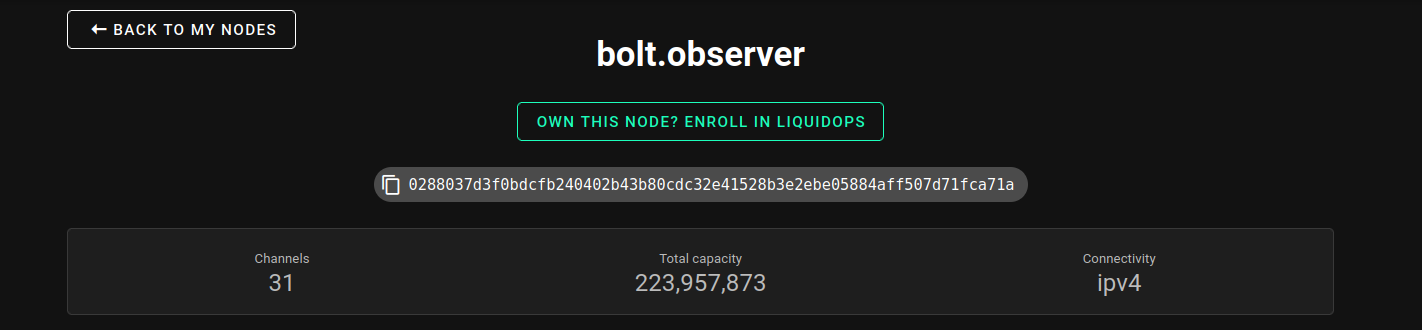 ← BACK TO MY NODES
bolt.observer
OWN THIS NODE? ENROLL IN LIQUIDOPS
0288037d3f0bdcfb240402b43b80cdc32e41528b3e2ebe05884aff507d71fca71a
Channels Total capacity Connectivity
31 223,957,873 ipv4